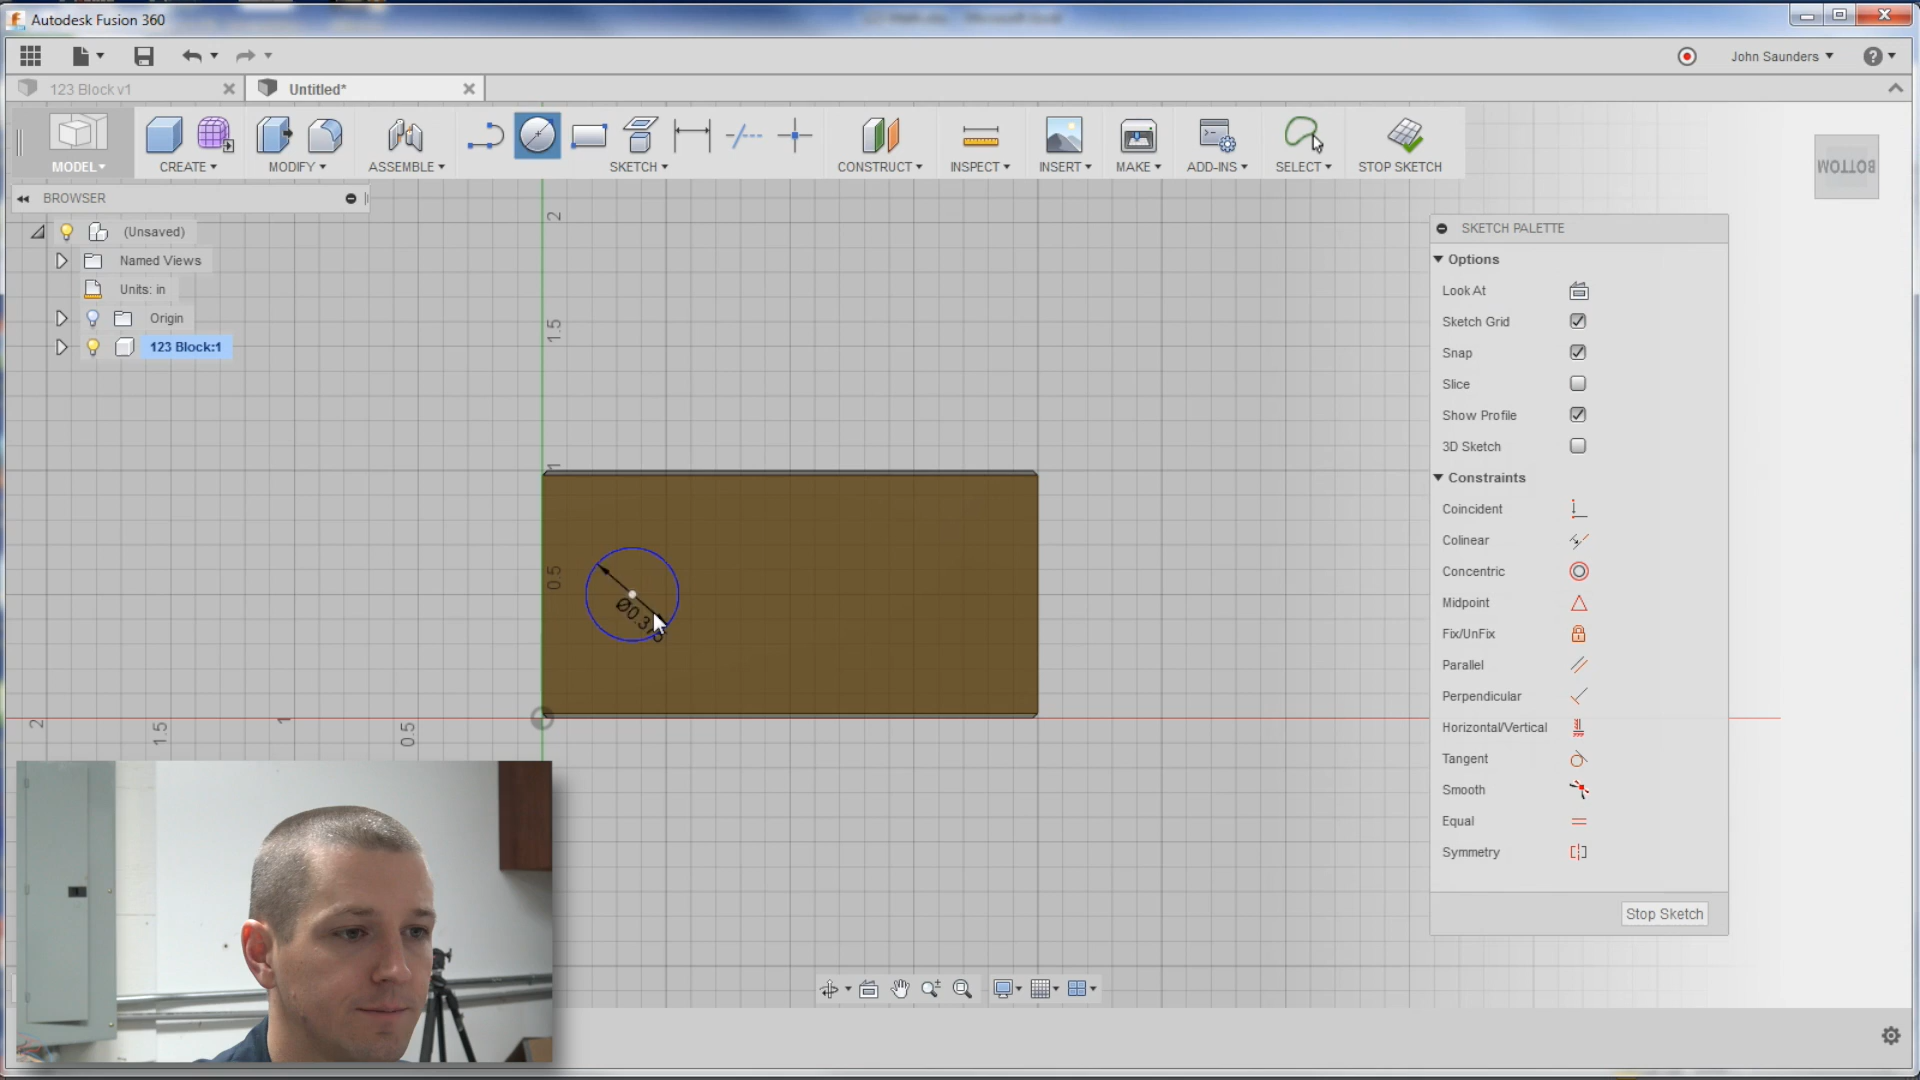 Autodesk Fusion 360
John Saunders
123 Block v1
Untitled*
MODEL
CREATE
MODIFY
ASSEMBLE
SKETCH
CONSTRUCT
INSPECT
INSERT
MAKE
ADD-INS
SELECT
STOP SKETCH
BOTTOM
BROWSER
(Unsaved)
Named Views
Units: in
Origin
123 Block:1
2
1.5
1
0.5
2
1.5
1
0.5
SKETCH PALETTE
Options
Look At
Sketch Grid
Snap
Slice
Show Profile
3D Sketch
Constraints
Coincident
Colinear
Concentric
Midpoint
Fix/UnFix
Parallel
Perpendicular
Horizontal/Vertical
Tangent
Smooth
Equal
Symmetry
Stop Sketch